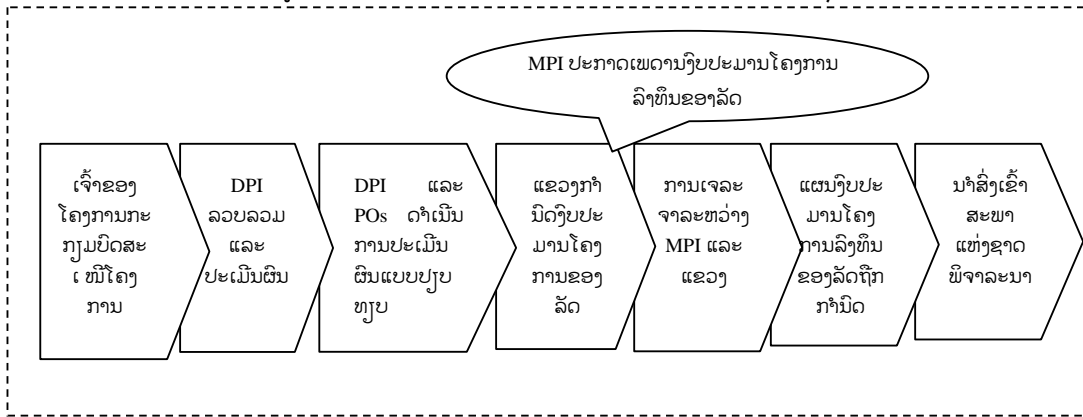 MPI ປະກາດເພດານງົບປະມານໂຄງການ
ລົງທຶນຂອງລັດ
ເຈົ້າຂອງ
ໂຄງການກະ
ກຽມບົດສະ
ເ ໜີໂຄງ
ການ
DPI
ລວບລວມ
ແລະ
ປະເມີນຜົນ
DPI ແລະ
POs ດຳເນີນ
ການປະເມີນ
ຜົນແບບປຽບ
ທຽບ
ແຂວງກຳ
ນົດງົບປະ
ມານໂຄງ
ການຂອງ
ລັດ
ການເຈລະ
ຈາລະຫວ່າງ
MPI ແລະ
ແຂວງ
ແຜນງົບປະ
ມານໂຄງ
ການລົງທຶນ
ຂອງລັດຖືກ
ກຳນົດ
ນຳສົ່ງເຂົ້າ
ສະພາ
ແຫ່ງຊາດ
ພິຈາລະນາ